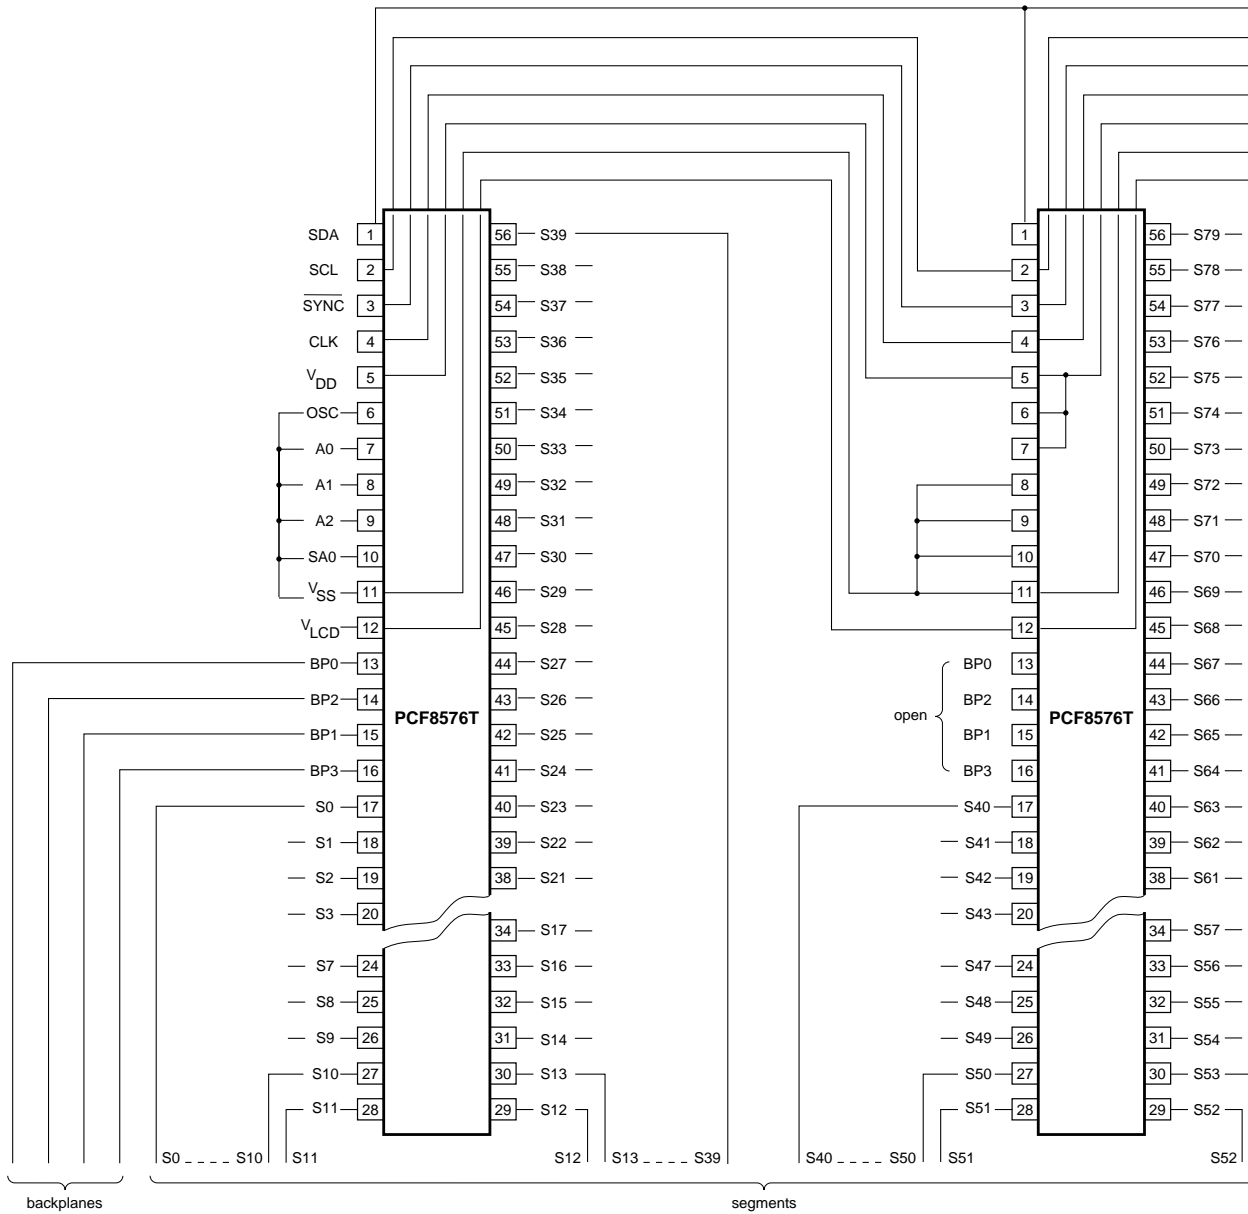 SDA 1 56 S39 1 56 S79
SCL 2 55 S38 2 55 S78
SYNC 3 54 S37 3 54 S77
CLK 4 53 S36 4 53 S76
VDD 5 52 S35 5 52 S75
OSC 6 51 S34 6 51 S74
A0 7 50 S33 7 50 S73
A1 8 49 S32 8 49 S72
A2 9 48 S31 9 48 S71
SA0 10 47 S30 10 47 S70
VSS 11 46 S29 11 46 S69
VLCD 12 45 S28 12 45 S68
BP0 13 44 S27 BP0 13 44 S67
BP2 14 43 S26 BP2 14 43 S66
PCF8576T open PCF8576T
BP1 15 42 S25 BP1 15 42 S65
BP3 16 41 S24 BP3 16 41 S64
S0 17 40 S23 S40 17 40 S63
S1 18 39 S22 S41 18 39 S62
S2 19 38 S21 S42 19 38 S61
S3 20 S43 20
34 S17 34 S57
S7 24 33 S16 S47 24 33 S56
S8 25 32 S15 S48 25 32 S55
S9 26 31 S14 S49 26 31 S54
S10 27 30 S13 S50 27 30 S53
S11 28 29 S12 S51 28 29 S52
S0 S10 S11 S12 S13 S39 S40 S50 S51 S52
backplanes segments